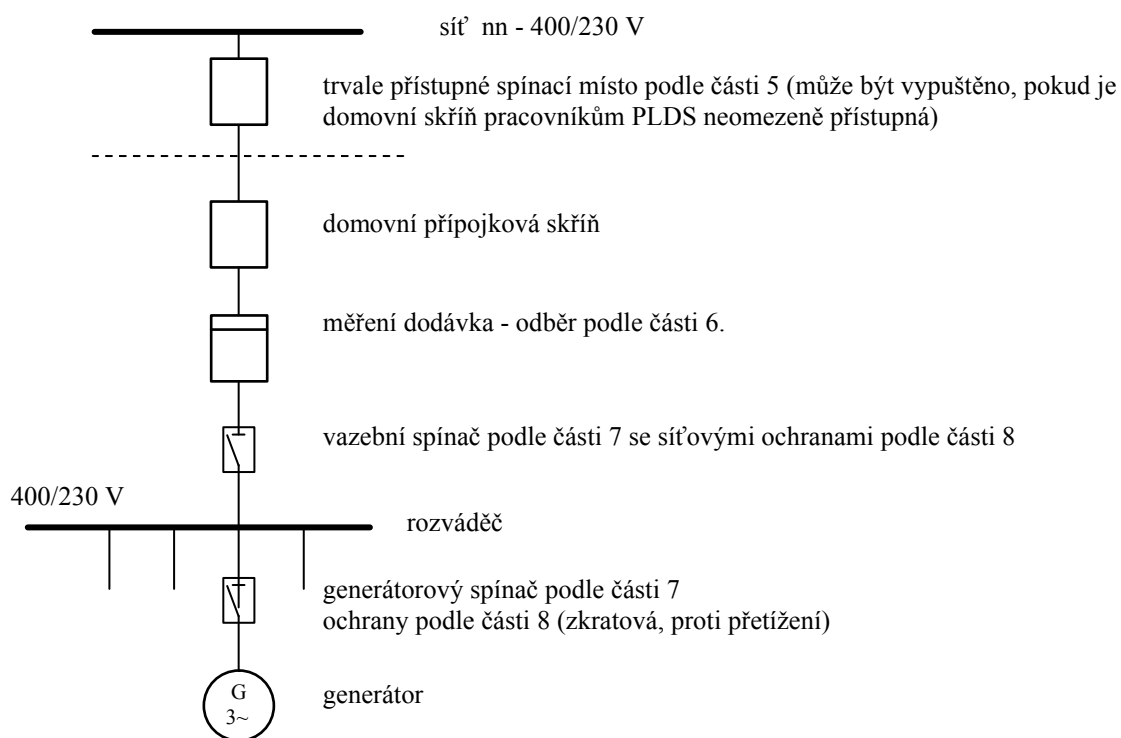 síť nn - 400/230 V
trvale přístupné spínací místo podle části 5 (může být vypuštěno, pokud je
domovní skříň pracovníkům PLDS neomezeně přístupná)
domovní přípojková skříň
měření dodávka - odběr podle části 6.
vazební spínač podle části 7 se síťovými ochranami podle části 8
400/230 V
rozváděč
generátorový spínač podle části 7
ochrany podle části 8 (zkratová, proti přetížení)
G
3~
generátor